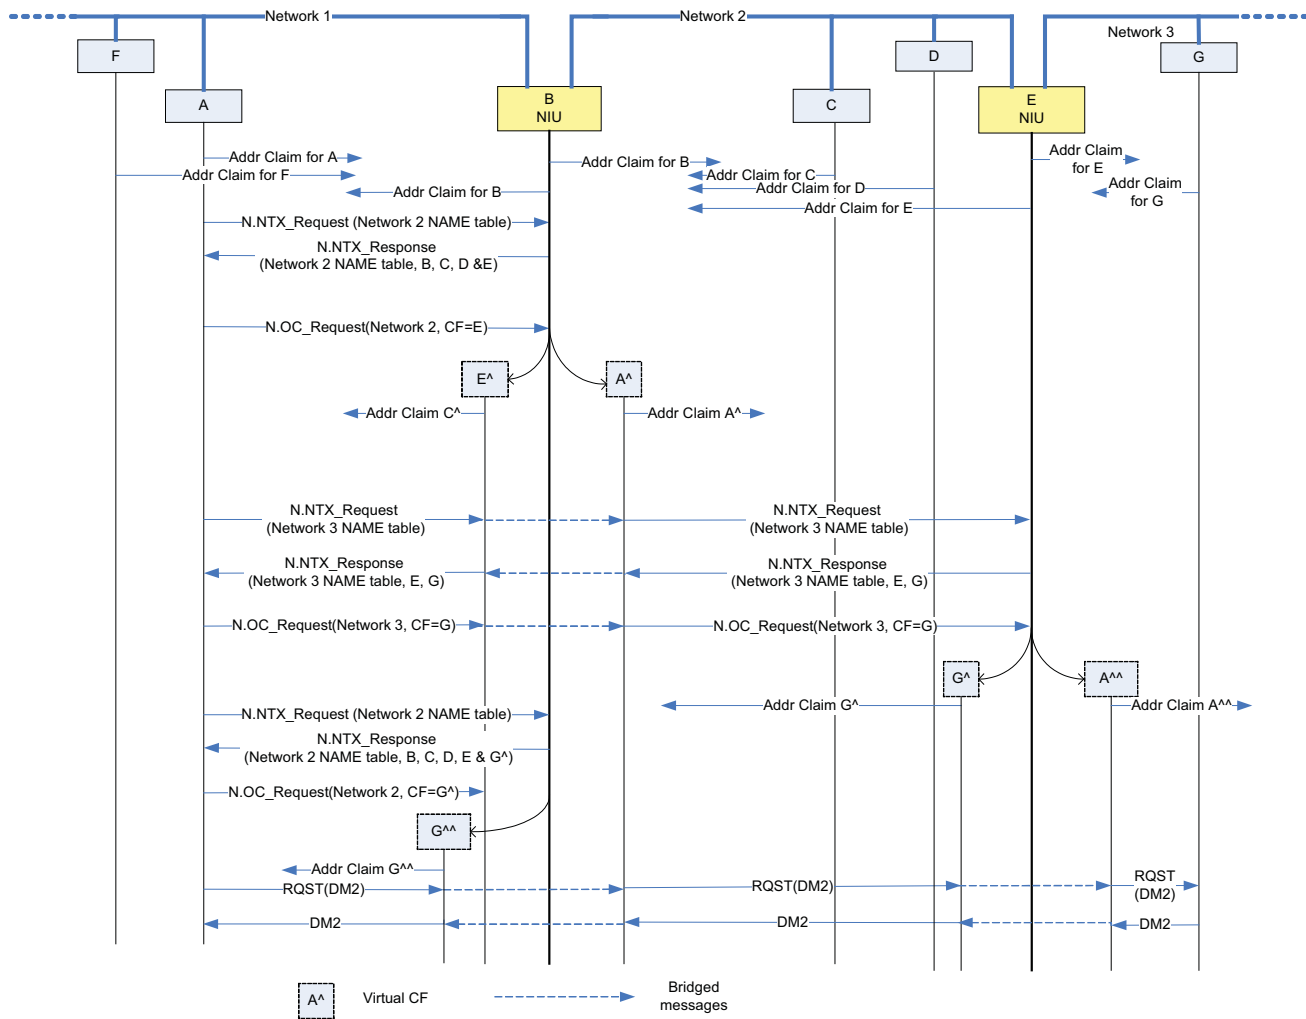 Network 1
Network 2
Network 3
F
A
B
NIU
C
D
E
NIU
G
Addr Claim for A
Addr Claim for B
Addr Claim
for E
Addr Claim for F
Addr Claim for C
Addr Claim for D
Addr Claim for B
Addr Claim
for G
Addr Claim for E
N.NTX_Request (Network 2 NAME table)
N.NTX_Response
(Network 2 NAME table, B, C, D &E)
N.OC_Request(Network 2, CF=E)
E^
A^
Addr Claim C^
Addr Claim A^
N.NTX_Request
(Network 3 NAME table)
N.NTX_Request
(Network 3 NAME table)
N.NTX_Response
(Network 3 NAME table, E, G)
N.NTX_Response
(Network 3 NAME table, E, G)
N.OC_Request(Network 3, CF=G)
N.OC_Request(Network 3, CF=G)
G^
A^^
Addr Claim G^
Addr Claim A^^
N.NTX_Request (Network 2 NAME table)
N.NTX_Response
(Network 2 NAME table, B, C, D, E & G^)
N.OC_Request(Network 2, CF=G^)
G^^
Addr Claim G^^
RQST(DM2)
RQST(DM2)
RQST
(DM2)
DM2
DM2
DM2
A^
Virtual CF
Bridged
messages